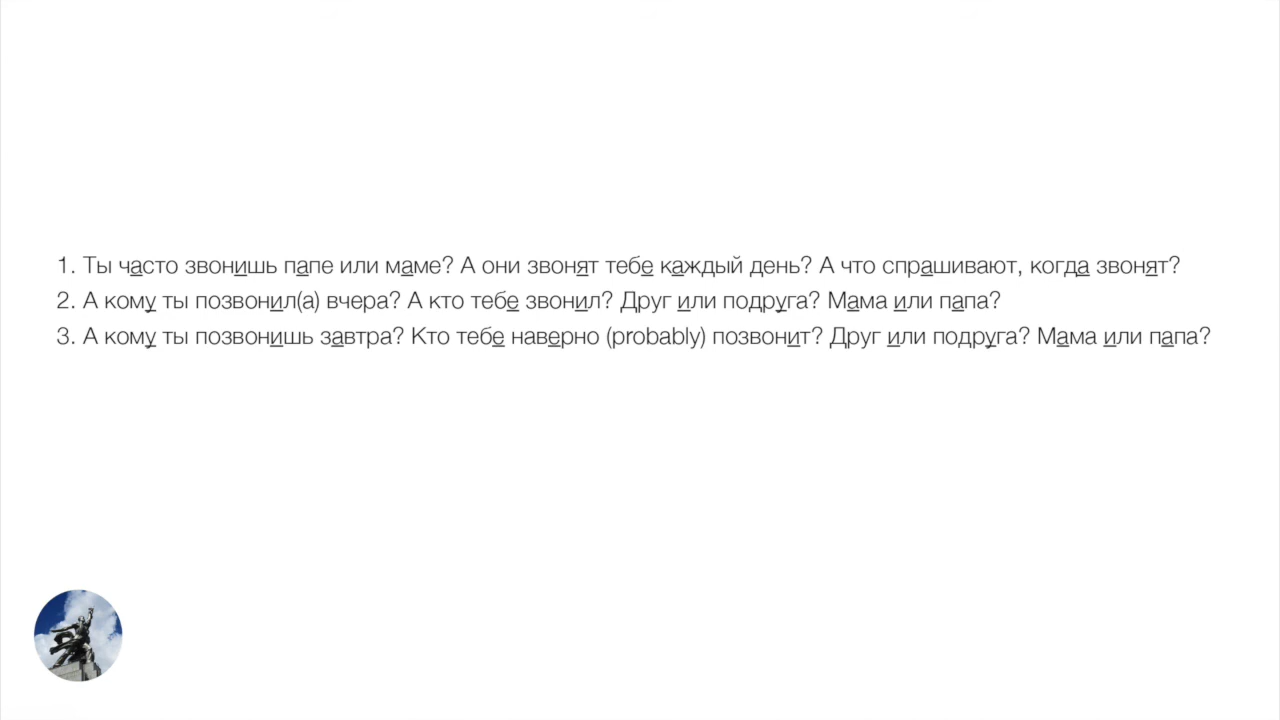 1. Ты часто звонишь папе или маме? А они звонят тебе каждый день? А что спрашивают, когда звонят?
2. А кому ты позвонил(а) вчера? А кто тебе звонил? Друг или подруга? Мама или папа?
3. А кому ты позвонишь завтра? Кто тебе наверно (probably) позвонит? Друг или подруга? Мама или папа?